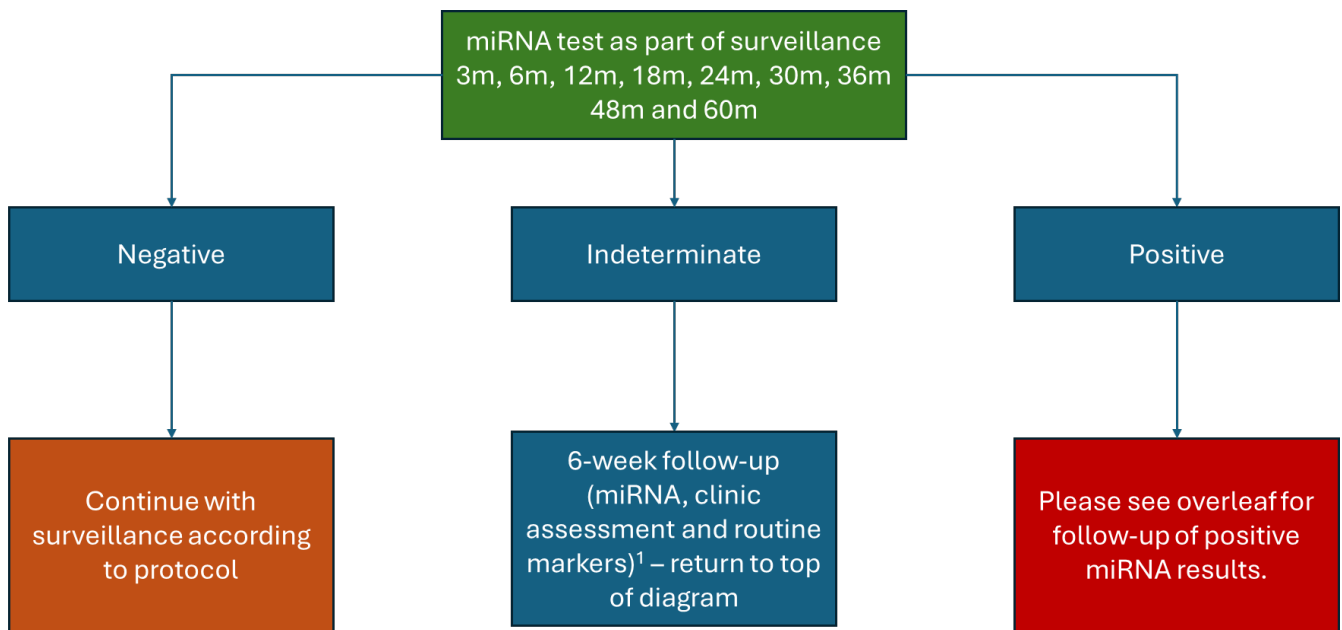 miRNA test as part of surveillance
3m, 6m, 12m, 18m, 24m, 30m, 36m
48m and 60m
Negative
Indeterminate
Positive
Continue with
surveillance according
to protocol
6-week follow-up
(miRNA, clinic
assessment and routine
markers)¹ – return to top
of diagram
Please see overleaf for
follow-up of positive
miRNA results.